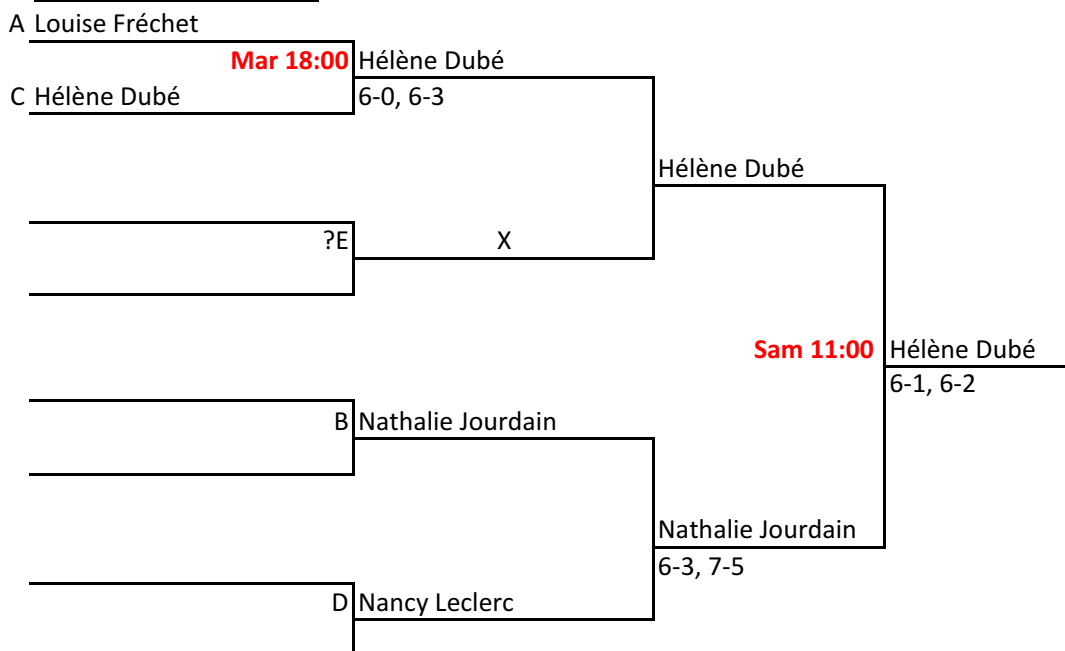 A Louise Fréchet
Mar 18:00 Hélène Dubé
C Hélène Dubé
6-0, 6-3
Hélène Dubé
?E X
Sam 11:00 Hélène Dubé
6-1, 6-2
B Nathalie Jourdain
Nathalie Jourdain
6-3, 7-5
D Nancy Leclerc